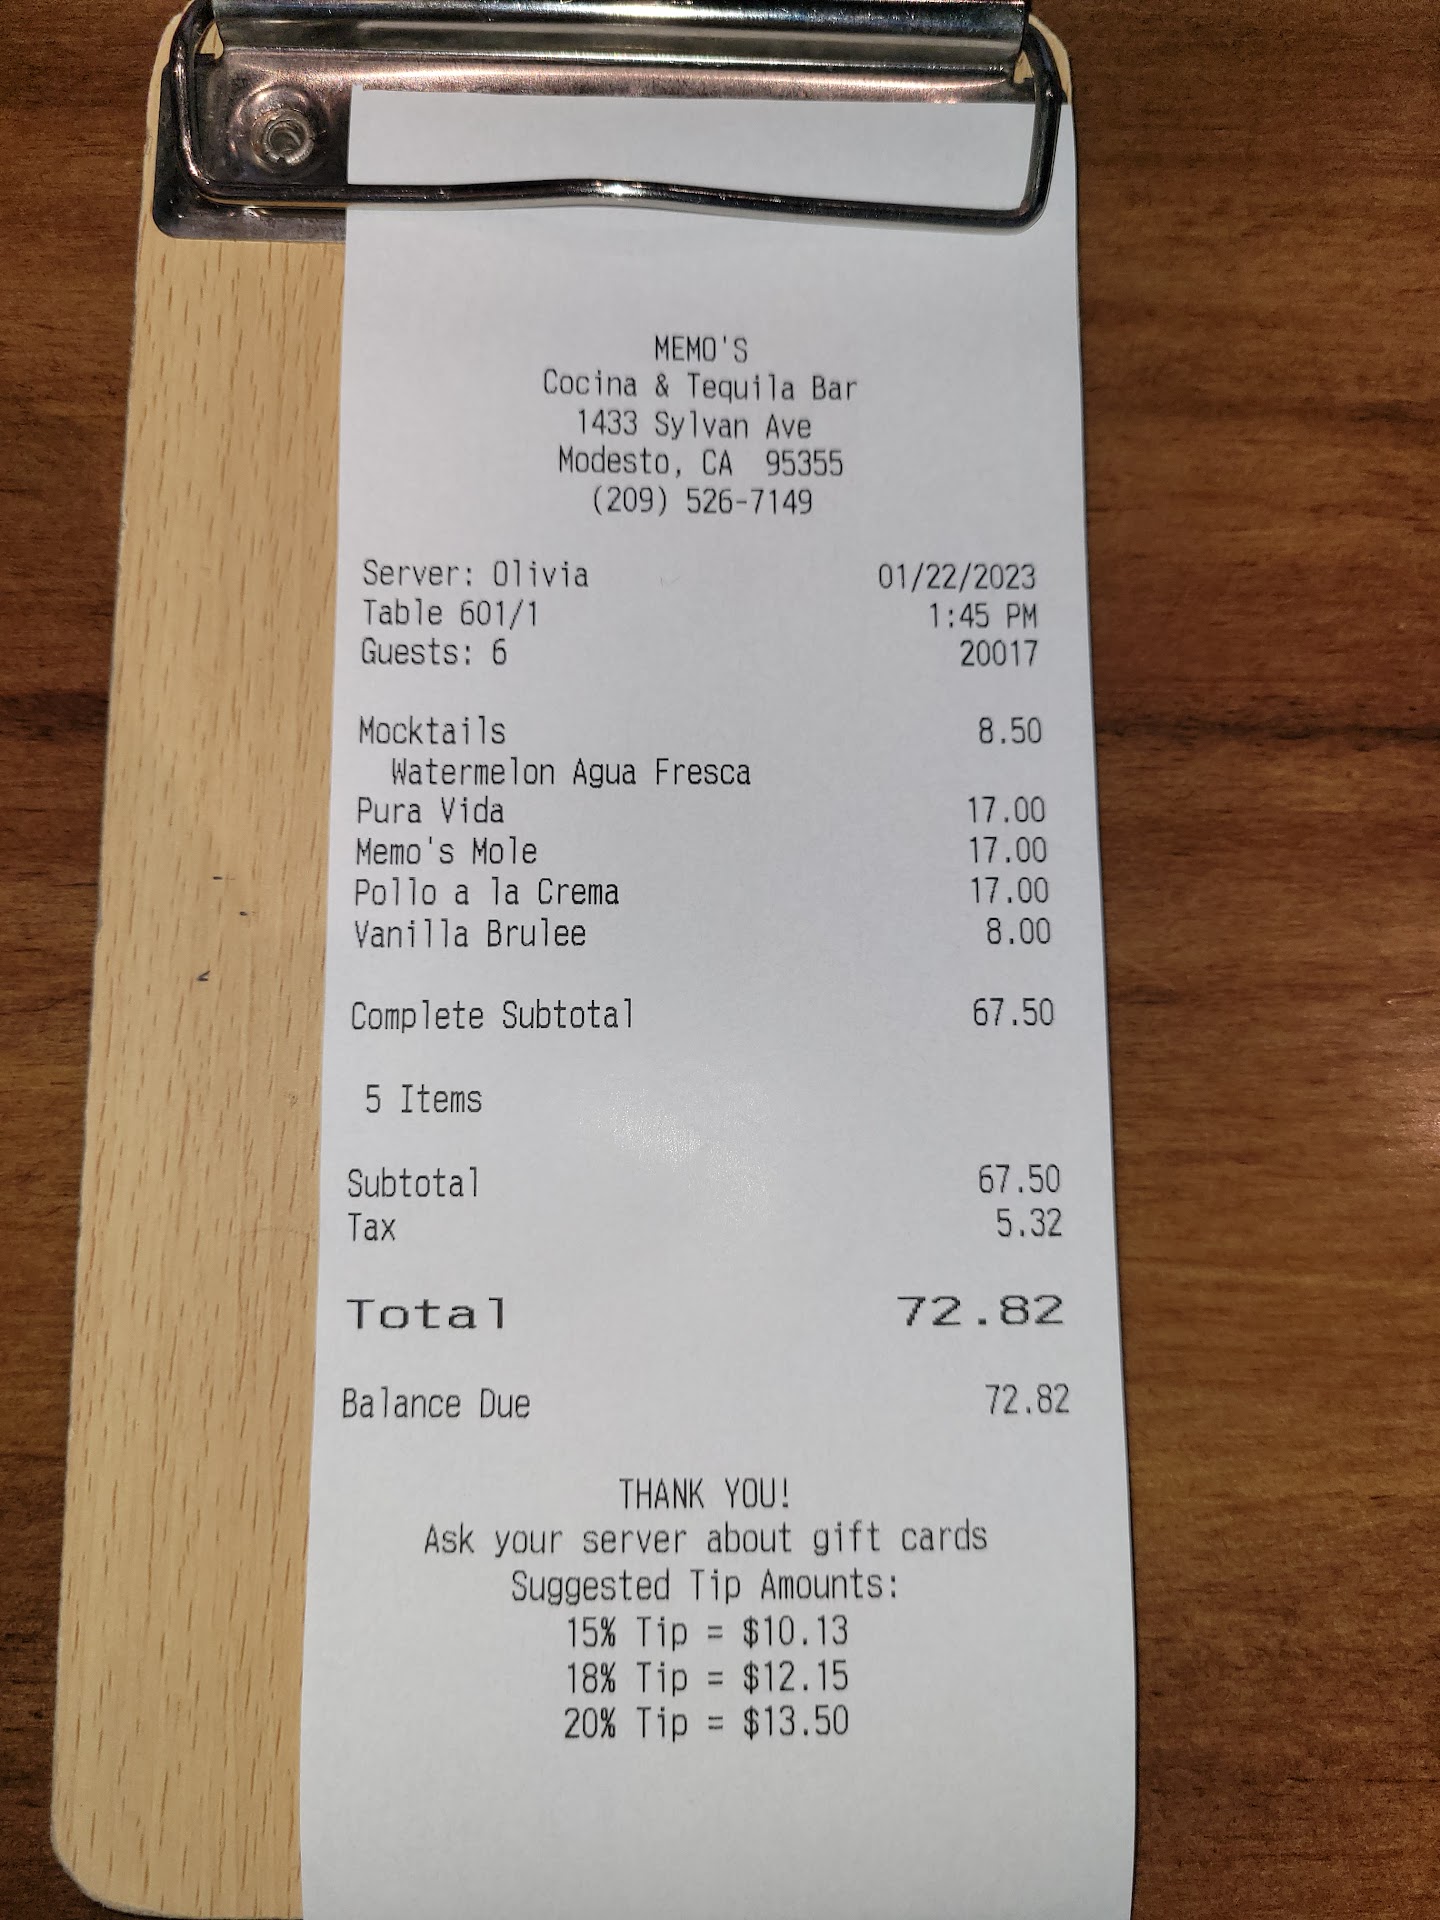 MEMO'S
Cocina & Tequila Bar
1433 Sylvan Ave
Modesto, CA  95355
(209) 526-7149
Server: Olivia 01/22/2023
Table 601/1 1:45 PM
Guests: 6 20017
Mocktails 8.50
Watermelon Agua Fresca
Pura Vida 17.00
Memo's Mole 17.00
Pollo a la Crema 17.00
Vanilla Brulee 8.00
Complete Subtotal 67.50
5 Items
Subtotal 67.50
Tax 5.32
Total 72.82
Balance Due 72.82
THANK YOU!
Ask your server about gift cards
Suggested Tip Amounts:
15% Tip = $10.13
18% Tip = $12.15
20% Tip = $13.50